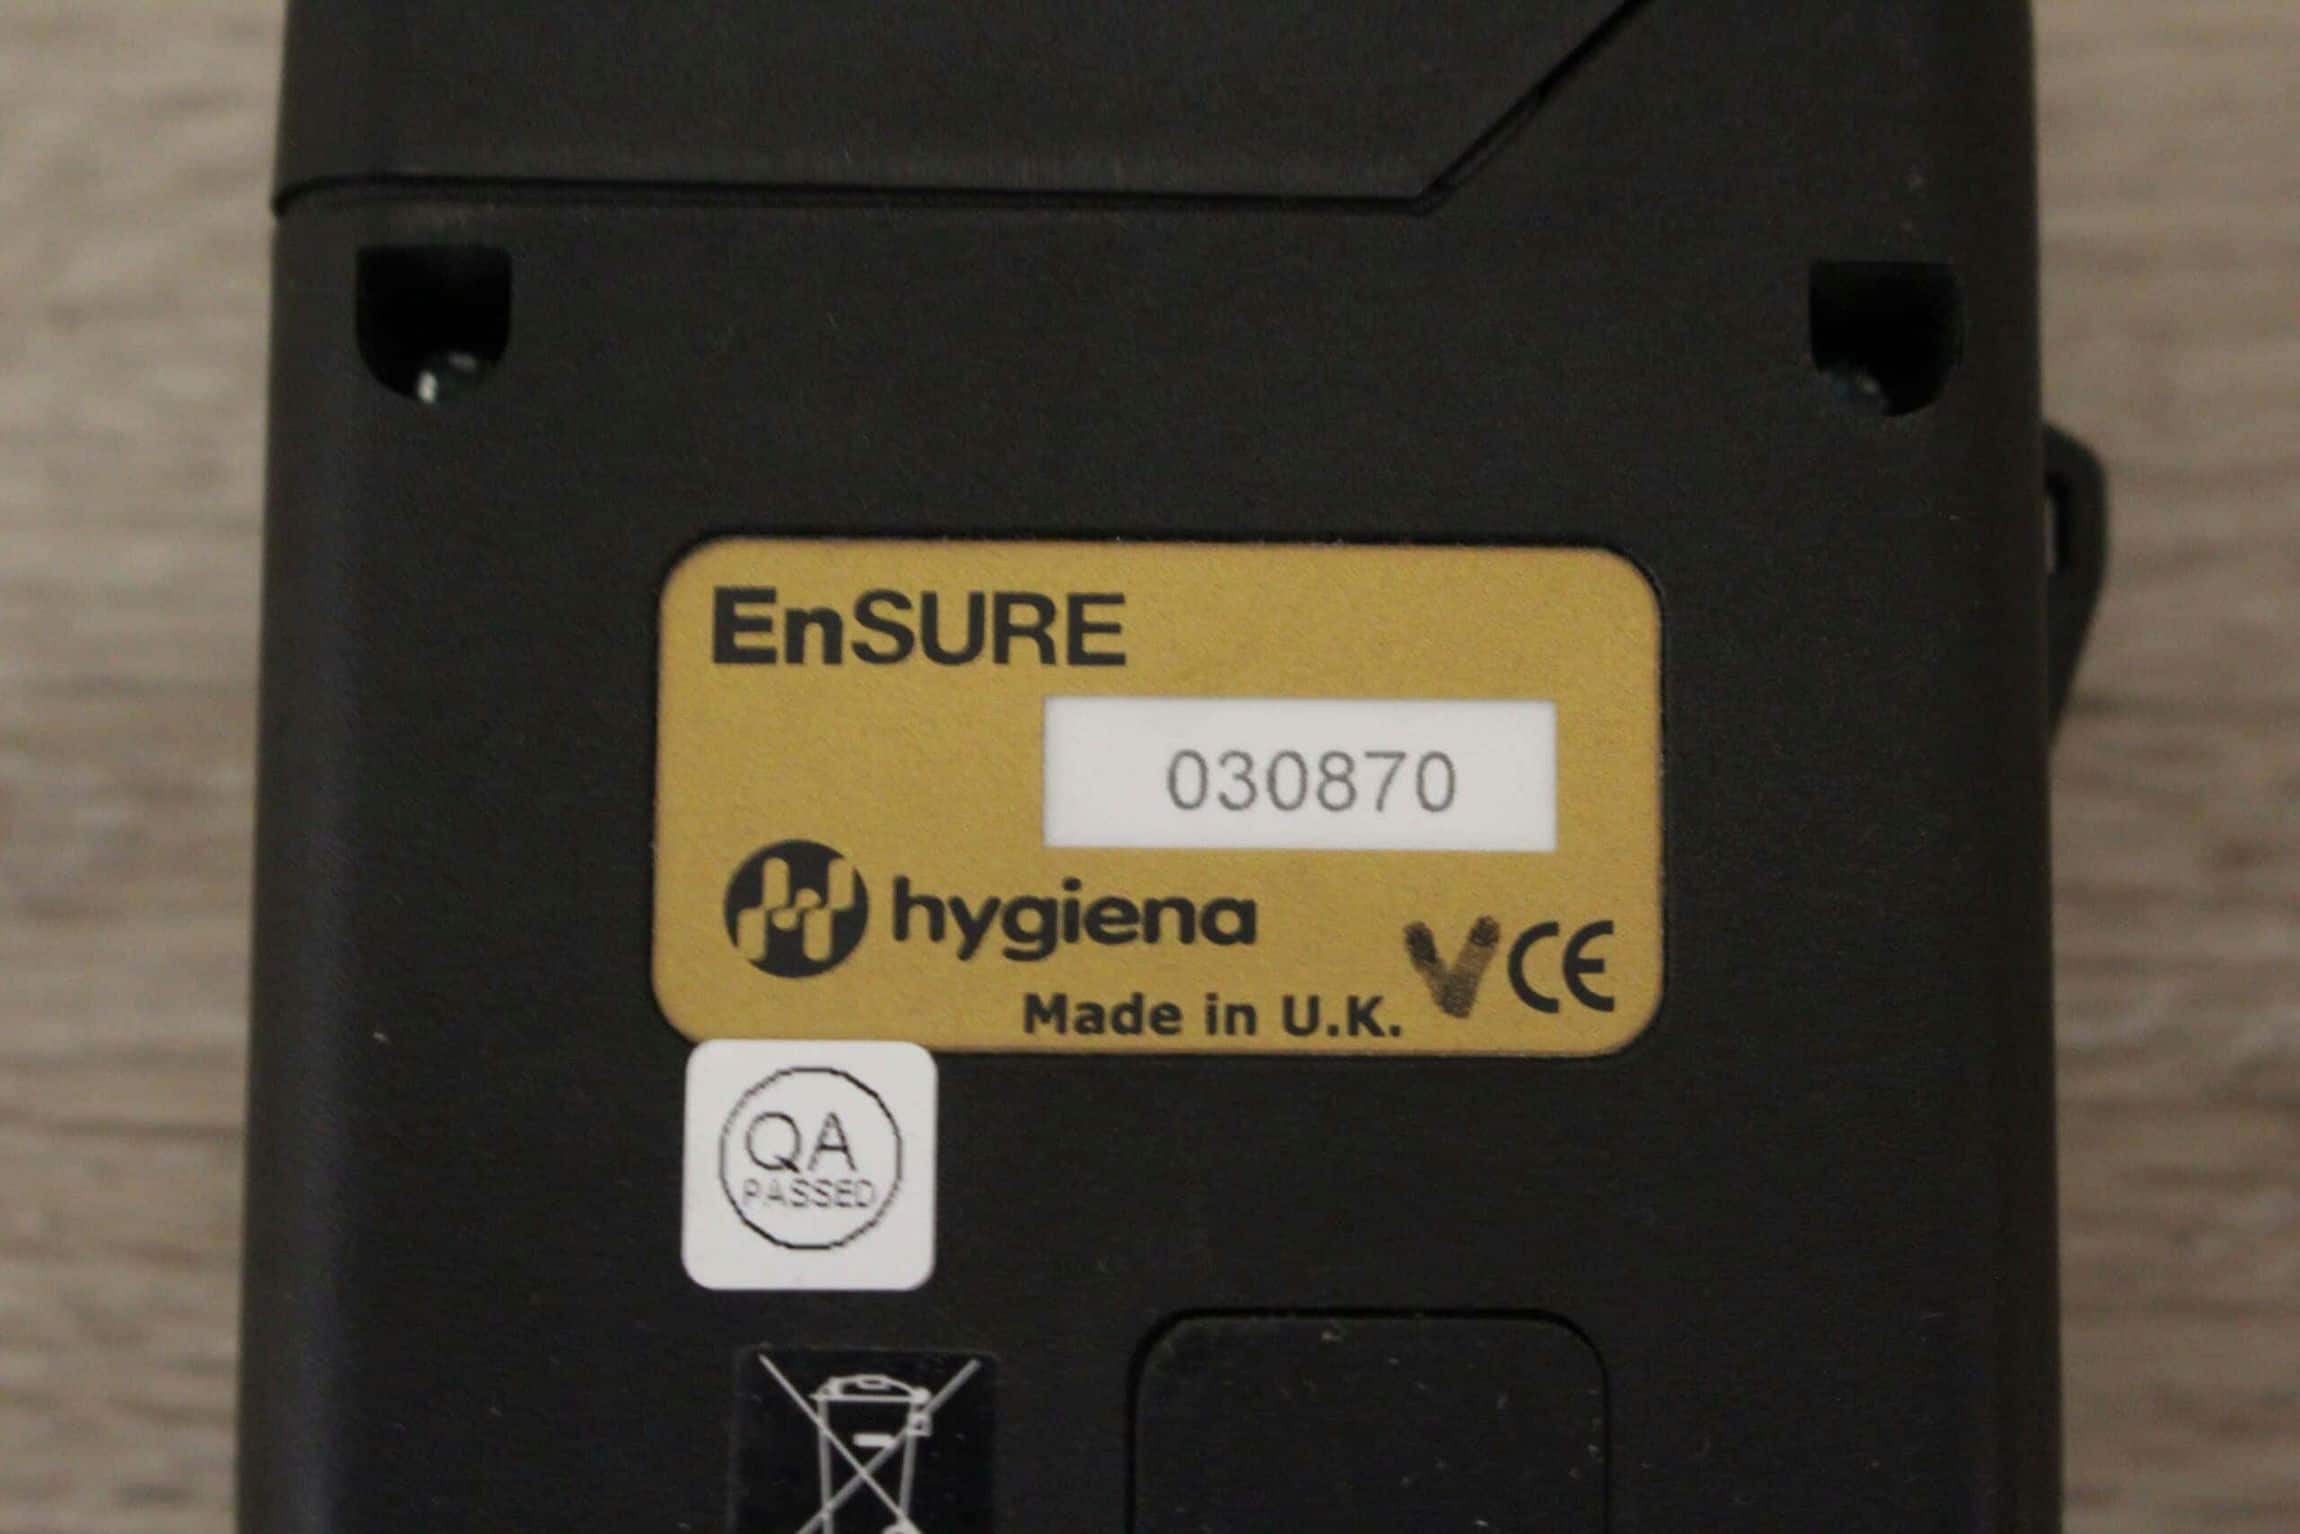 EnSURE
030870
hygiena
V CE
Made in U.K.
QA
PASSED